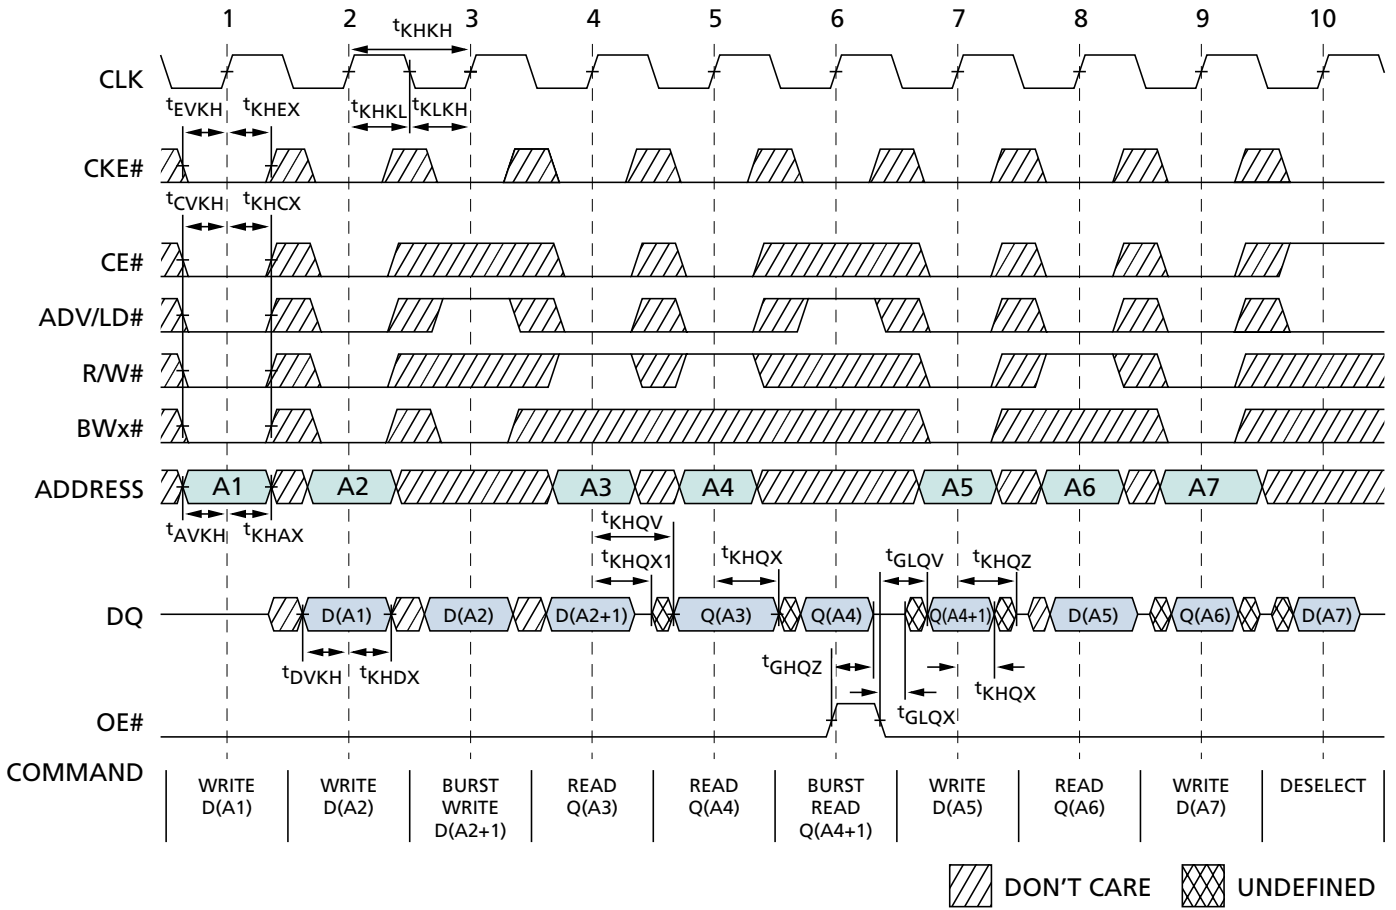 1 2 3 4 5 6 7 8 9 10
tKHKH
CLK
tEVKH tKHEX tKHKL tKLKH
CKE#
tCVKH tKHCX
CE#
ADV/LD#
R/W#
BWx#
ADDRESS A1 A2 A3 A4 A5 A6 A7
tAVKH tKHAX
tKHQV
tKHQX1 tKHQX tGLQV tKHQZ
DQ D(A1) D(A2) D(A2+1) Q(A3) Q(A4) Q(A4+1) D(A5) Q(A6) D(A7)
tDVKH tKHDX tGHQZ tKHQX
tGLQX
OE#
COMMAND
WRITE
D(A1)
WRITE
D(A2)
BURST
WRITE
D(A2+1)
READ
Q(A3)
READ
Q(A4)
BURST
READ
Q(A4+1)
WRITE
D(A5)
READ
Q(A6)
WRITE
D(A7)
DESELECT
DON'T CARE UNDEFINED